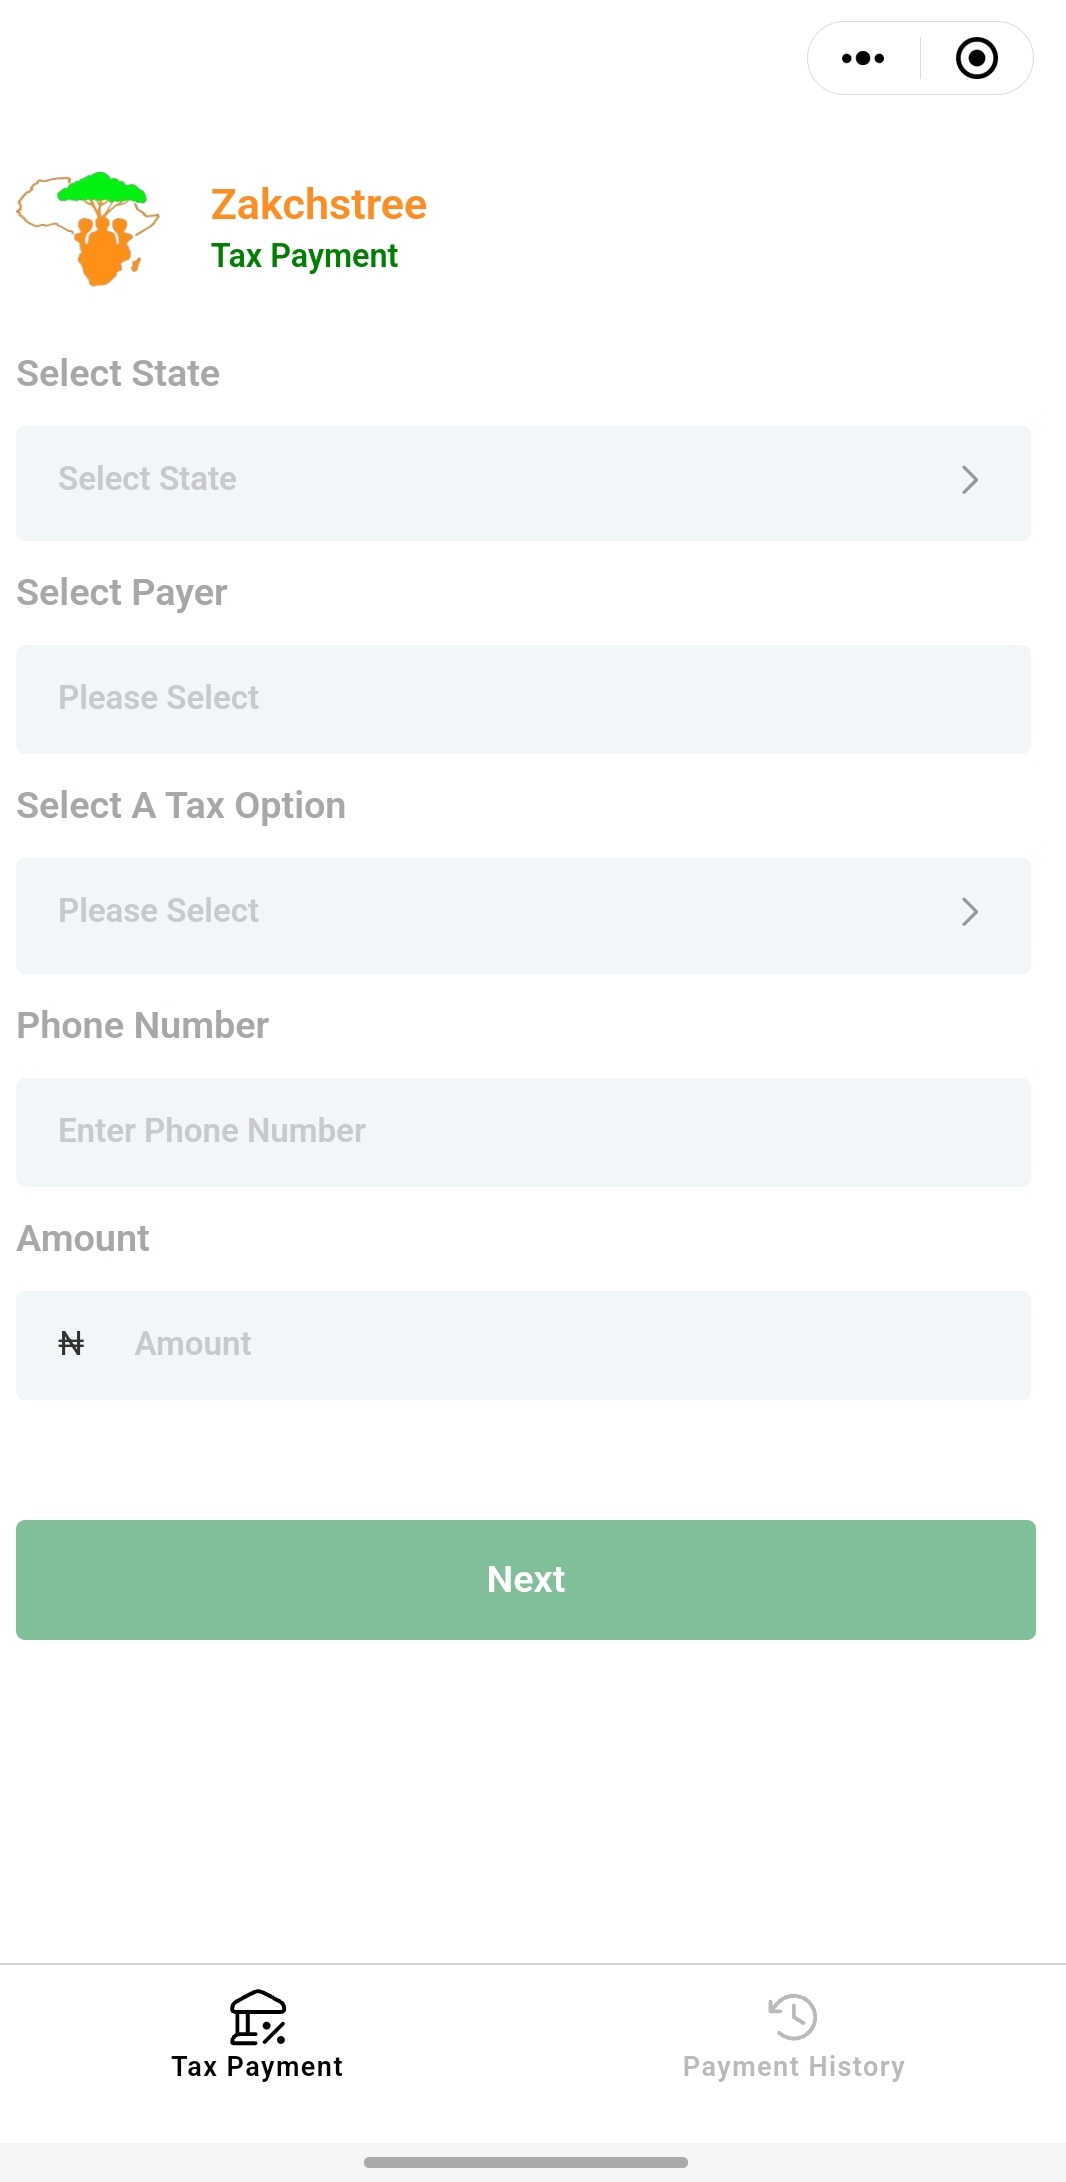 Zakchstree
Tax Payment
Select State
Select State
Select Payer
Please Select
Select A Tax Option
Please Select
Phone Number
Enter Phone Number
Amount
₦ Amount
Next
Tax Payment
Payment History